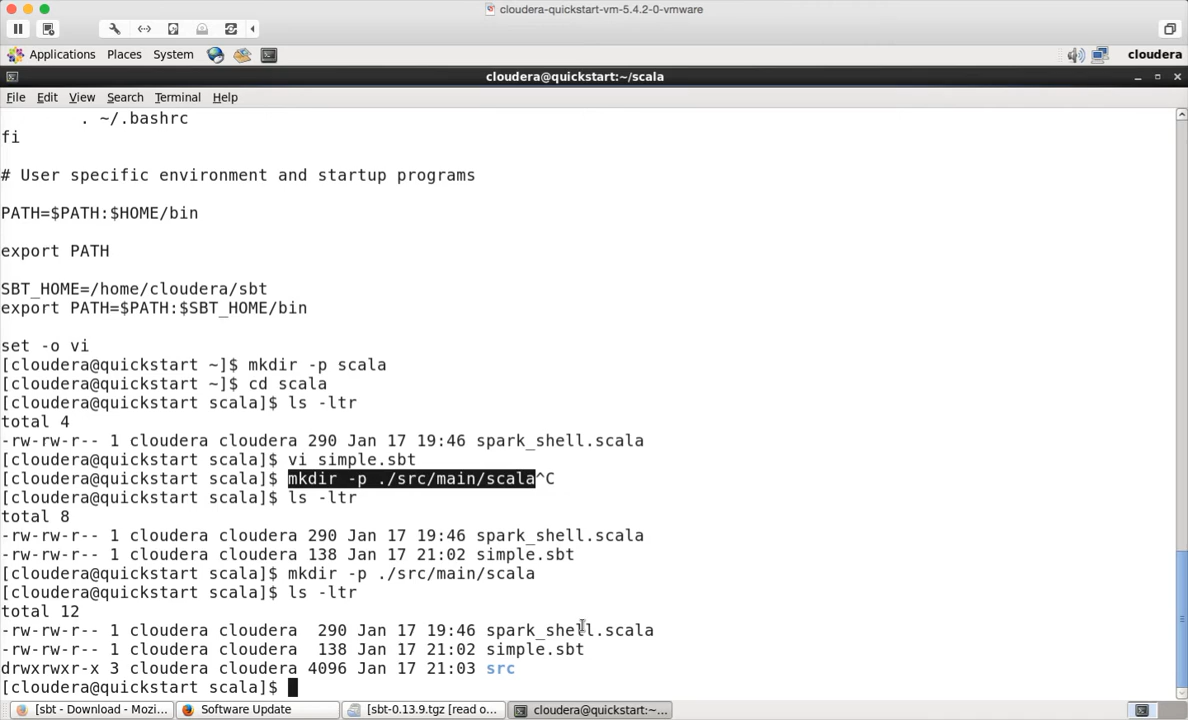 cloudera-quickstart-vm-5.4.2-0-vmware
Applications Places System cloudera
cloudera@quickstart:~/scala
File Edit View Search Terminal Help
. ~/.bashrc
fi
# User specific environment and startup programs
PATH=$PATH:$HOME/bin
export PATH
SBT_HOME=/home/cloudera/sbt
export PATH=$PATH:$SBT_HOME/bin
set -o vi
[cloudera@quickstart ~]$ mkdir -p scala
[cloudera@quickstart ~]$ cd scala
[cloudera@quickstart scala]$ ls -ltr
total 4
-rw-rw-r-- 1 cloudera cloudera 290 Jan 17 19:46 spark_shell.scala
[cloudera@quickstart scala]$ vi simple.sbt
[cloudera@quickstart scala]$ mkdir -p ./src/main/scala^C
[cloudera@quickstart scala]$ ls -ltr
total 8
-rw-rw-r-- 1 cloudera cloudera 290 Jan 17 19:46 spark_shell.scala
-rw-rw-r-- 1 cloudera cloudera 138 Jan 17 21:02 simple.sbt
[cloudera@quickstart scala]$ mkdir -p ./src/main/scala
[cloudera@quickstart scala]$ ls -ltr
total 12
-rw-rw-r-- 1 cloudera cloudera  290 Jan 17 19:46 spark_shell.scala
-rw-rw-r-- 1 cloudera cloudera  138 Jan 17 21:02 simple.sbt
drwxrwxr-x 3 cloudera cloudera 4096 Jan 17 21:03 src
[cloudera@quickstart scala]$
[sbt - Download - Mozi... Software Update [sbt-0.13.9.tgz [read o... cloudera@quickstart:~...